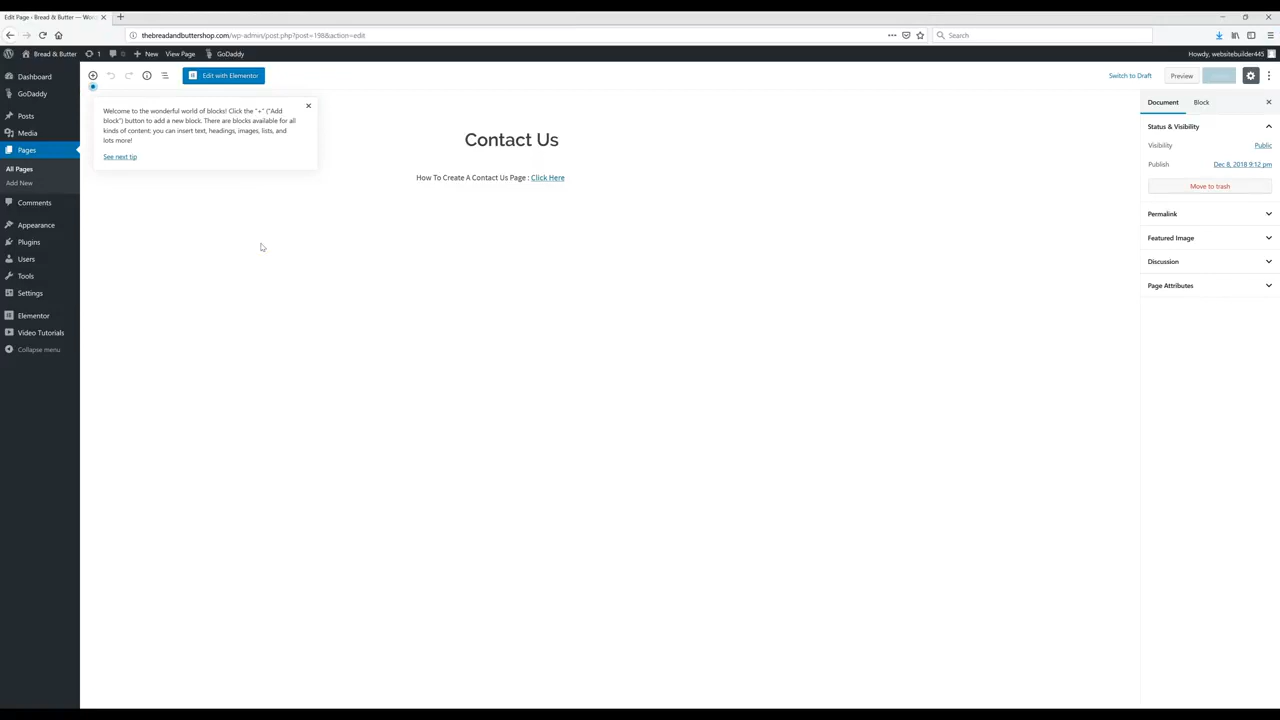 Edit Page ‹ Bread & Butter — Wor
thebreadandbuttershop.com/wp-admin/post.php?post=198&action=edit
Search
Bread & Butter
1
0
New
View Page
GoDaddy
Howdy, websitebuilder445
Dashboard
GoDaddy
Posts
Media
Pages
All Pages
Add New
Comments
Appearance
Plugins
Users
Tools
Settings
Elementor
Video Tutorials
Collapse menu
Edit with Elementor
Switch to Draft
Preview
Welcome to the wonderful world of blocks! Click the "+" ("Add
block") button to add a new block. There are blocks available for all
kinds of content: you can insert text, headings, images, lists, and
lots more!
See next tip
Contact Us
How To Create A Contact Us Page : Click Here
Document
Block
Status & Visibility
Visibility
Public
Publish
Dec 8, 2018 9:12 pm
Move to trash
Permalink
Featured Image
Discussion
Page Attributes